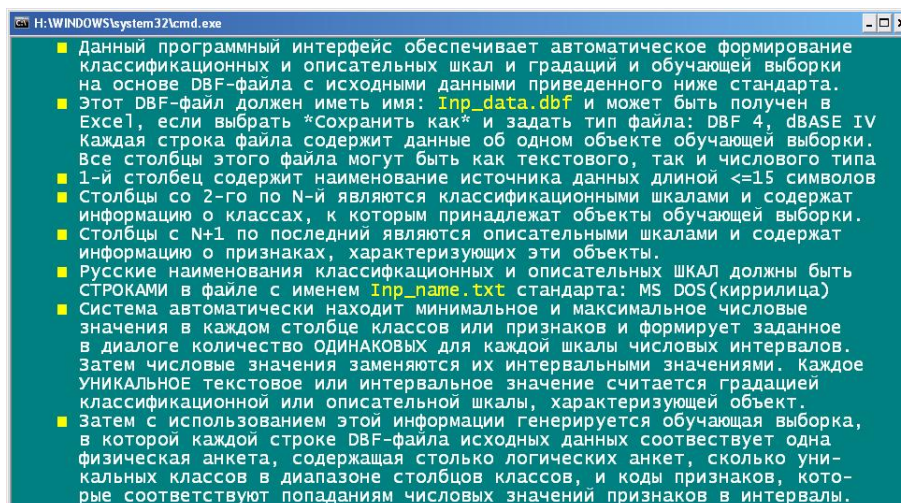 H:\WINDOWS\system32\cmd.exe
Данный программный интерфейс обеспечивает автоматическое формирование
классификационных и описательных шкал и градаций и обучающей выборки
на основе DBF-файла с исходными данными приведенного ниже стандарта.
Этот DBF-файл должен иметь имя: Inp_data.dbf и может быть получен в
Excel, если выбрать *Сохранить как* и задать тип файла: DBF 4, dBASE IV
Каждая строка файла содержит данные об одном объекте обучающей выборки.
Все столбцы этого файла могут быть как текстового, так и числового типа
1-й столбец содержит наименование источника данных длиной <=15 символов
Столбцы со 2-го по N-й являются классификационными шкалами и содержат
информацию о классах, к которым принадлежат объекты обучающей выборки.
Столбцы с N+1 по последний являются описательными шкалами и содержат
информацию о признаках, характеризующих эти объекты.
Русские наименования классифкационных и описательных ШКАЛ должны быть
СТРОКАМИ в файле с именем Inp_name.txt стандарта: MS DOS(киррилица)
Система автоматически находит минимальное и максимальное числовые
значения в каждом столбце классов или признаков и формирует заданное
в диалоге количество ОДИНАКОВЫХ для каждой шкалы числовых интервалов.
Затем числовые значения заменяются их интервальными значениями. Каждое
УНИКАЛЬНОЕ текстовое или интервальное значение считается градацией
классификационной или описательной шкалы, характеризующей объект.
Затем с использованием этой информации генерируется обучающая выборка,
в которой каждой строке DBF-файла исходных данных соотвествует одна
физическая анкета, содержащая столько логических анкет, сколько уни-
кальных классов в диапазоне столбцов классов, и коды признаков, кото-
рые соответствуют попаданиям числовых значений признаков в интервалы.